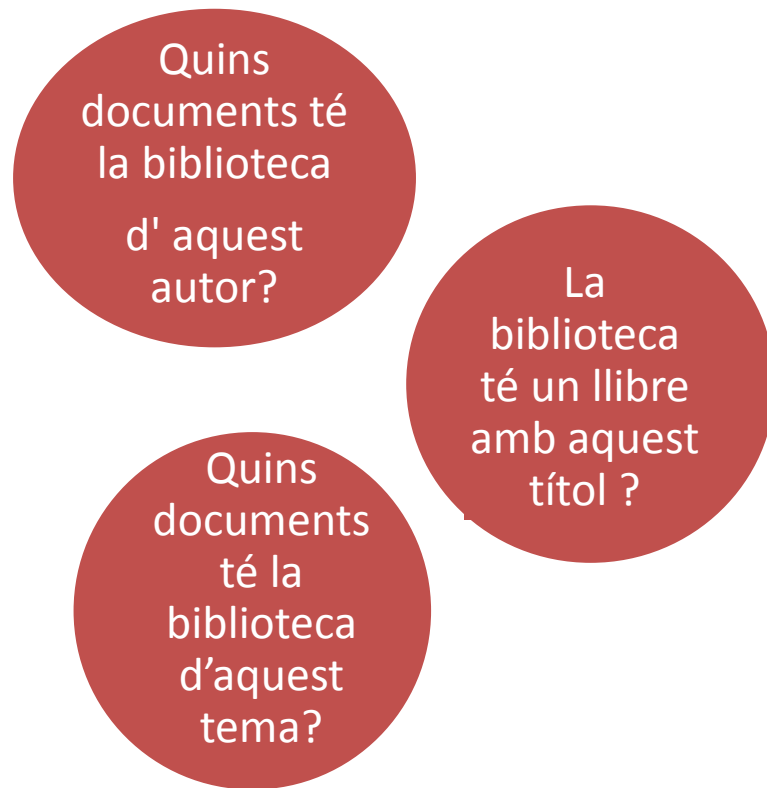 Quins
documents té
la biblioteca
d' aquest
autor?
La
biblioteca
té un llibre
amb aquest
títol ?
Quins
documents
té la
biblioteca
d’aquest
tema?